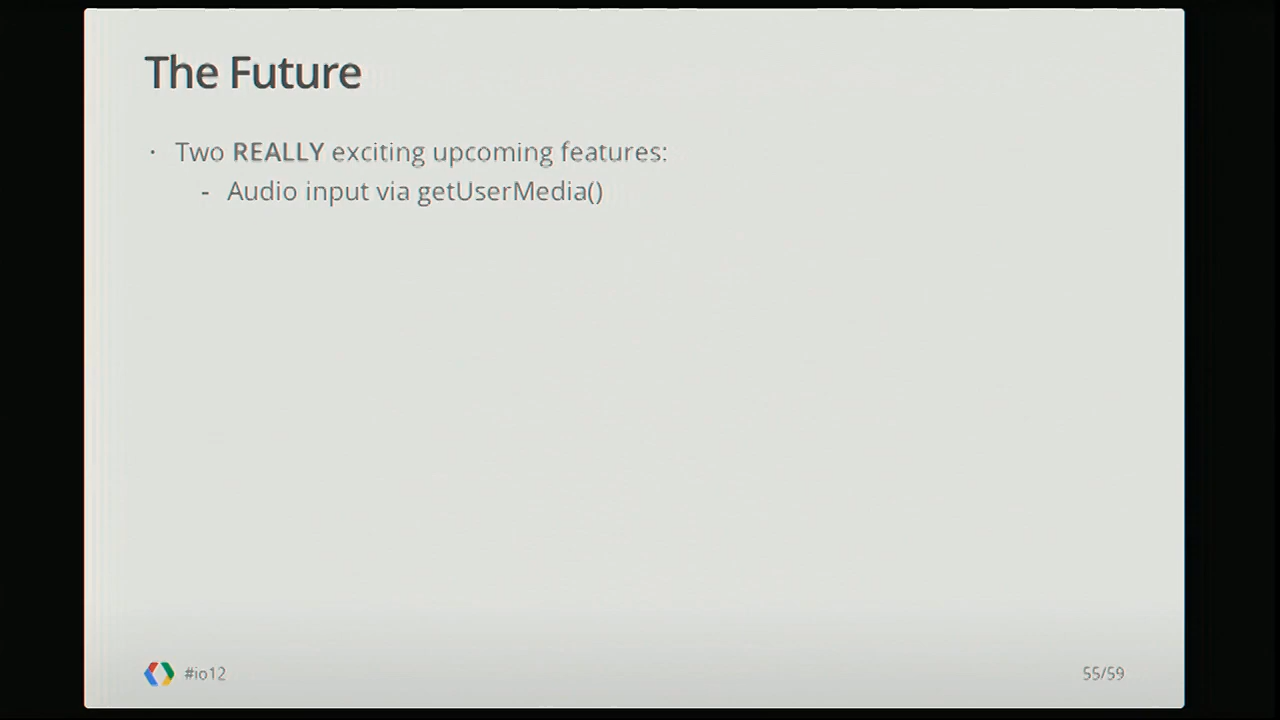 The Future
· Two REALLY exciting upcoming features:
- Audio input via getUserMedia()
#io12
55/59